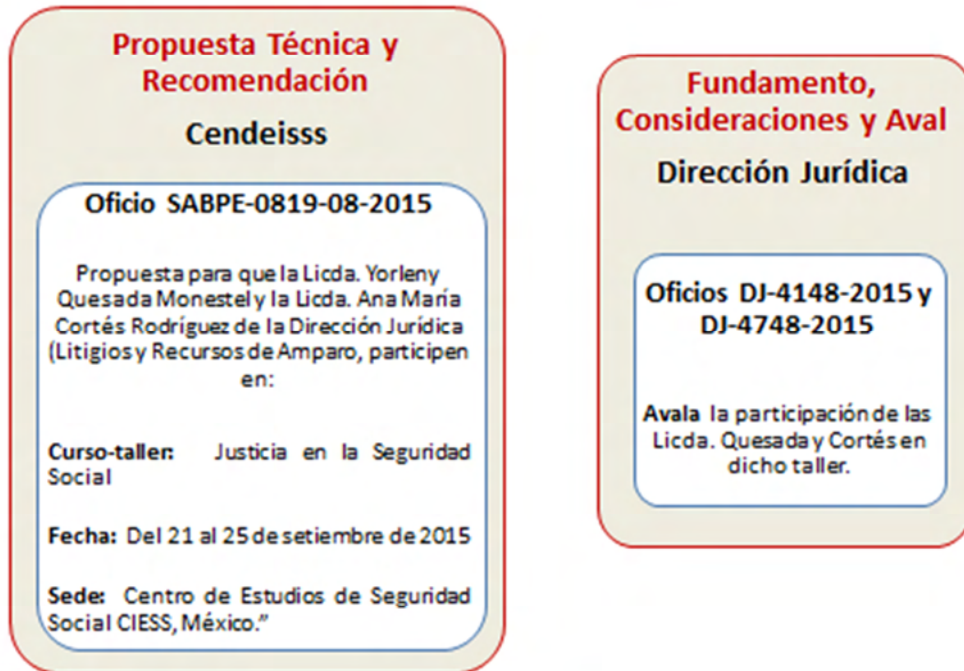 Propuesta Técnica y
Recomendación
Cendeisss
Oficio SABPE-0819-08-2015
Propuesta para que la Licda. Yorleny
Quesada Monestel y la Licda. Ana María
Cortés Rodríguez de la Dirección Jurídica
(Litigios y Recursos de Amparo, participen
en:
Curso-taller: Justicia en la Seguridad
Social
Fecha: Del 21 al 25 de setiembre de 2015
Sede: Centro de Estudios de Seguridad
Social CIESS, México.”
Fundamento,
Consideraciones y Aval
Dirección Jurídica
Oficios DJ-4148-2015 y
DJ-4748-2015
Avala la participación de las
Licda. Quesada y Cortés en
dicho taller.